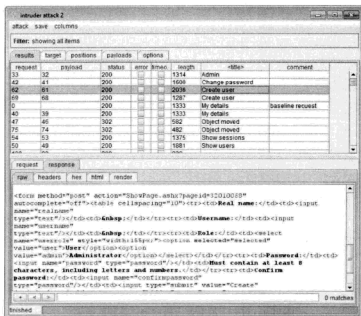 intruder attack 2
attack save columns
Filter: showing all items
results target positions payloads options
request payload status error timeo length <title> comment
33 32 200 1314 Admin
42 41 200 1600 Change password
62 61 200 2036 Create user
69 68 200 1287 Create user
0 200 1333 My details baseline request
40 39 200 1333 My details
47 46 302 582 Object moved
75 74 302 482 Object moved
54 53 200 1375 Show sessions
50 49 200 1081 Show users
request response
raw headers hex html render
<form method="post" action="ShowPage.ashx?pageid=32010068"
autocomplete="off"><table cellspacing="10"><tr><td>Real name:</td><td><input
name="realname"
type="text"/></td><td>&nbsp;</td></tr><tr><td>Username:</td><td><input
name="username"
type="text"/></td><td>&nbsp;</td></tr><tr><td>Role:</td><td><select
name="userrole" style="width:155px;"><option selected="selected"
value="user">User</option><option
value="admin">Administrator</option></select></td></tr><tr><td>Password:</td><td>
<input name="password" type="password"/></td><td>Must contain at least 8
characters, including letters and numbers.</td></tr><tr><td>Confirm
password:</td><td><input name="confirmpassword"
type="password"/></td><td><input type="submit" value="Create"
+ < > 0 matches
finished